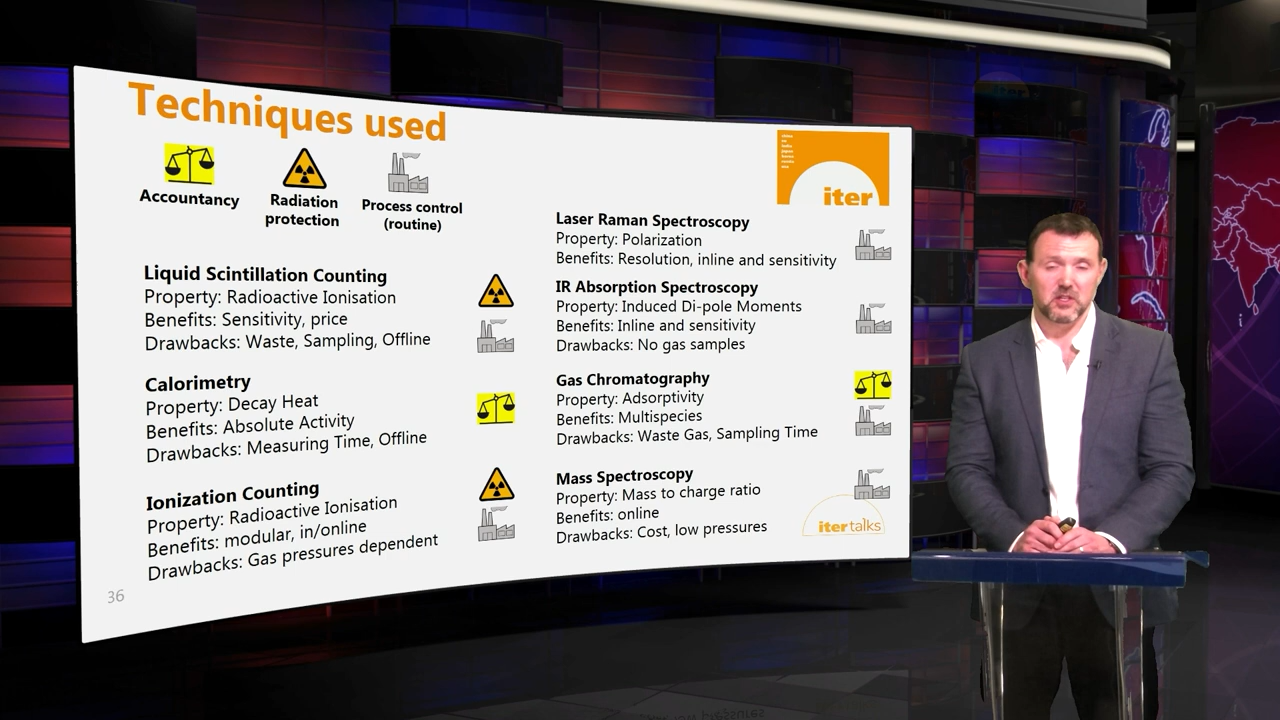 Techniques used
Accountancy
Radiation
protection
Process control
(routine)
Liquid Scintillation Counting
Property: Radioactive Ionisation
Benefits: Sensitivity, price
Drawbacks: Waste, Sampling, Offline
Calorimetry
Property: Decay Heat
Benefits: Absolute Activity
Drawbacks: Measuring Time, Offline
Ionization Counting
Property: Radioactive Ionisation
Benefits: modular, in/online
Drawbacks: Gas pressures dependent
36
iter
Laser Raman Spectroscopy
Property: Polarization
Benefits: Resolution, inline and sensitivity
IR Absorption Spectroscopy
Property: Induced Di-pole Moments
Benefits: Inline and sensitivity
Drawbacks: No gas samples
Gas Chromatography
Property: Adsorptivity
Benefits: Multispecies
Drawbacks: Waste Gas, Sampling Time
Mass Spectroscopy
Property: Mass to charge ratio
Benefits: online
Drawbacks: Cost, low pressures
iter talks